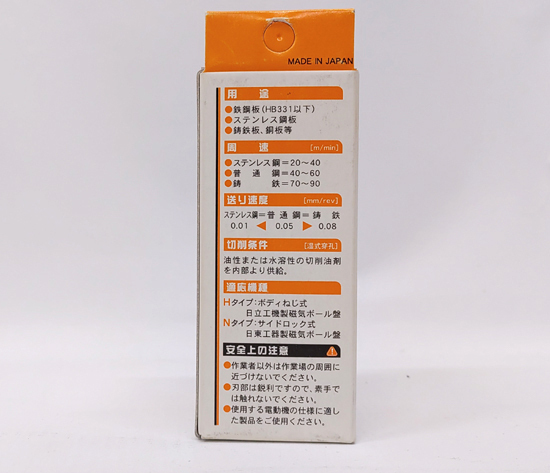 MADE IN JAPAN
用途
●鉄鋼板(HB331以下)
●ステンレス鋼板
●鋳鉄板、銅板等
周速 [m/min]
●ステンレス鋼=20〜40
●普通鋼=40〜60
●鋳鉄=70〜90
送り速度 [mm/rev]
ステンレス鋼=普通鋼=鋳鉄
0.01 ◀ 0.05 ▶ 0.08
切削条件 [湿式穿孔]
油性または水溶性の切削油剤
を内部より供給。
適応機種
Hタイプ:ボディねじ式
日立工機製磁気ボール盤
Nタイプ:サイドロック式
日東工器製磁気ボール盤
安全上の注意
●作業者以外は作業場の周囲に
近づけないでください。
●刃部は鋭利ですので、素手で
は触れないでください。
●使用する電動機の仕様に適し
た製品をご使用ください。